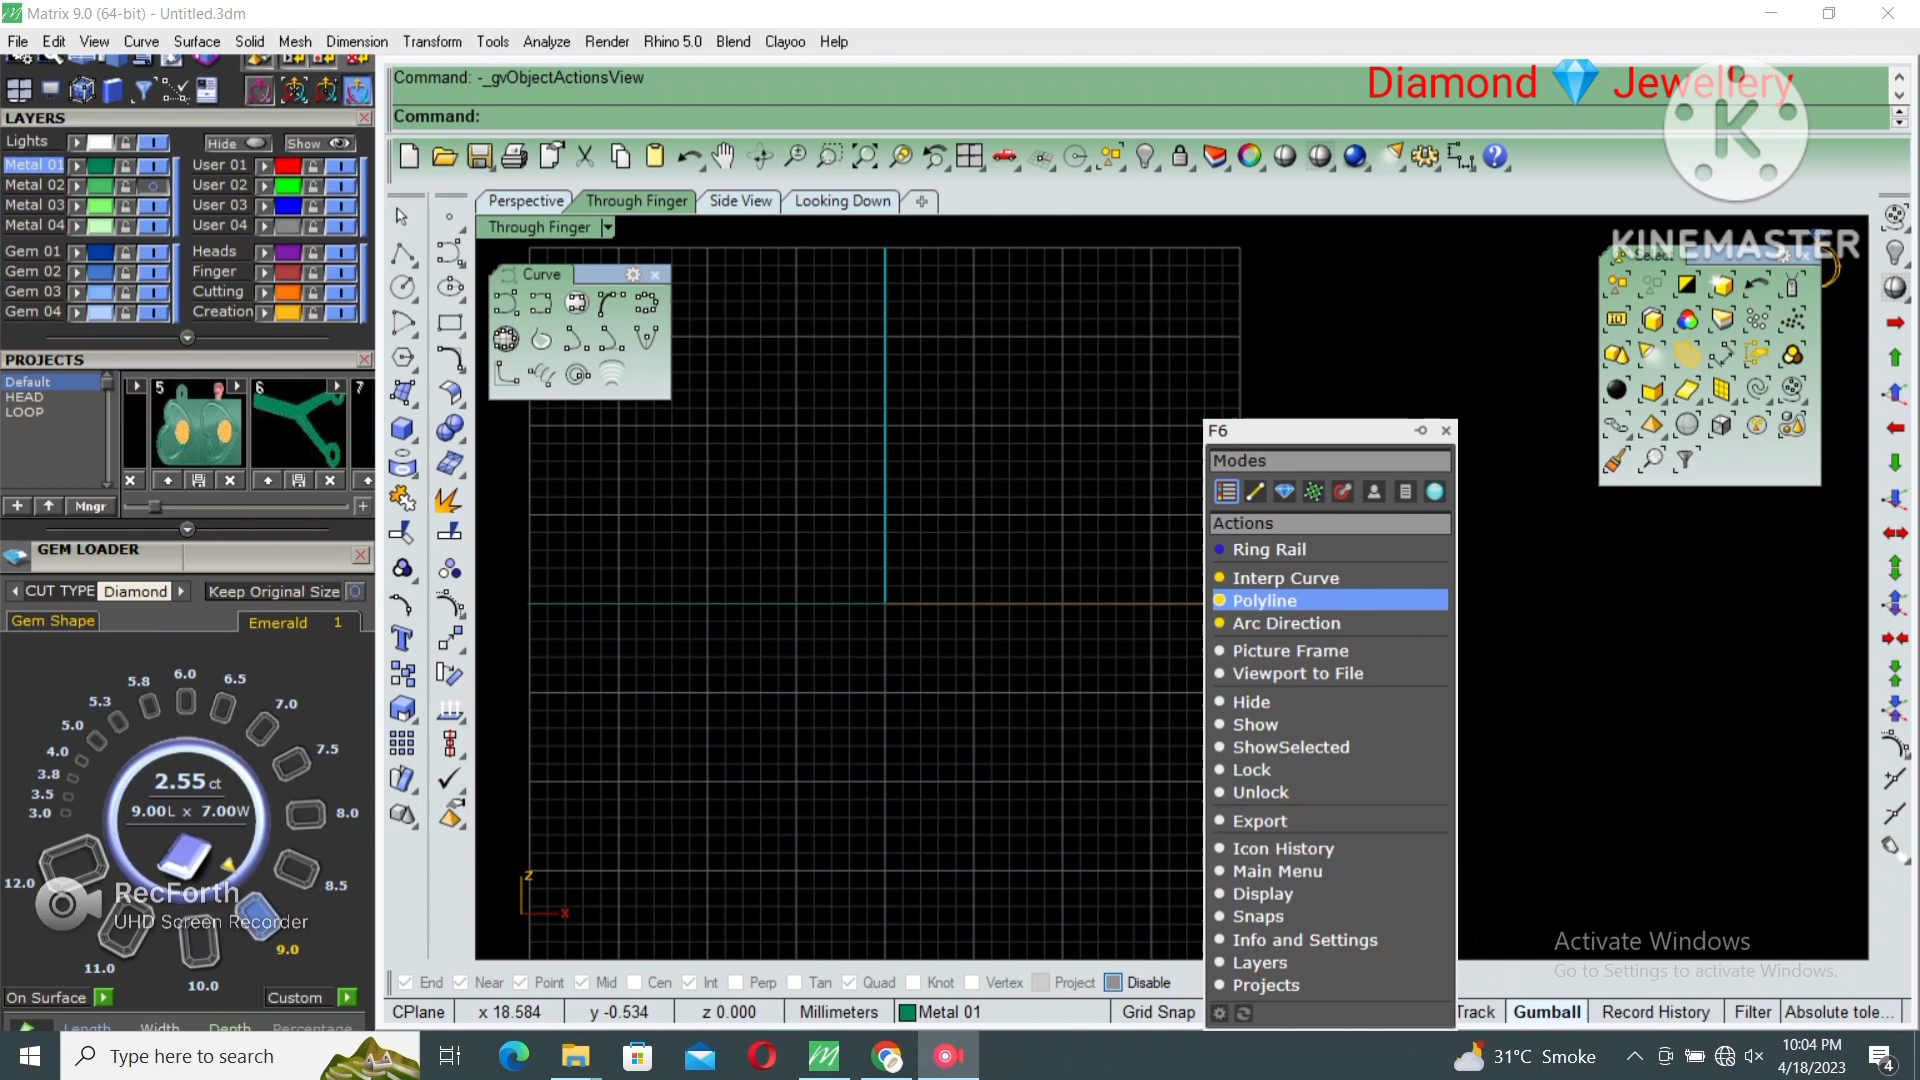 Matrix 9.0 (64-bit) - Untitled.3dm
File Edit View Curve Surface Solid Mesh Dimension Transform Tools Analyze Render Rhino 5.0 Blend Clayoo Help
Command: -_gvObjectActionsView
Command:
Diamond 💎 Jewellery
K
KINEMASTER
LAYERS
Lights Hide Show
Metal 01 User 01
Metal 02 User 02
Metal 03 User 03
Metal 04 User 04
Gem 01 Heads
Gem 02 Finger
Gem 03 Cutting
Gem 04 Creation
PROJECTS
Default
HEAD
LOOP
5 6 7
Mngr
GEM LOADER
CUT TYPE Diamond Keep Original Size
Gem Shape Emerald 1
6.0
5.8 6.5
5.3 7.0
5.0 7.5
4.0
3.8
3.5
3.0 8.0
2.55 ct
9.00L x 7.00W
12.0 8.5
RecForth
UHD Screen Recorder
9.0
11.0
10.0
On Surface Custom
Length Width Depth Percentage
Perspective Through Finger Side View Looking Down
Through Finger
Curve
Select
z
x
F6
Modes
Actions
Ring Rail
Interp Curve
Polyline
Arc Direction
Picture Frame
Viewport to File
Hide
Show
ShowSelected
Lock
Unlock
Export
Icon History
Main Menu
Display
Snaps
Info and Settings
Layers
Projects
Activate Windows
Go to Settings to activate Windows.
End Near Point Mid Cen Int Perp Tan Quad Knot Vertex Project Disable
CPlane x 18.584 y -0.534 z 0.000 Millimeters Metal 01 Grid Snap Track Gumball Record History Filter Absolute tole...
Type here to search
31°C Smoke
10:04 PM
4/18/2023
4